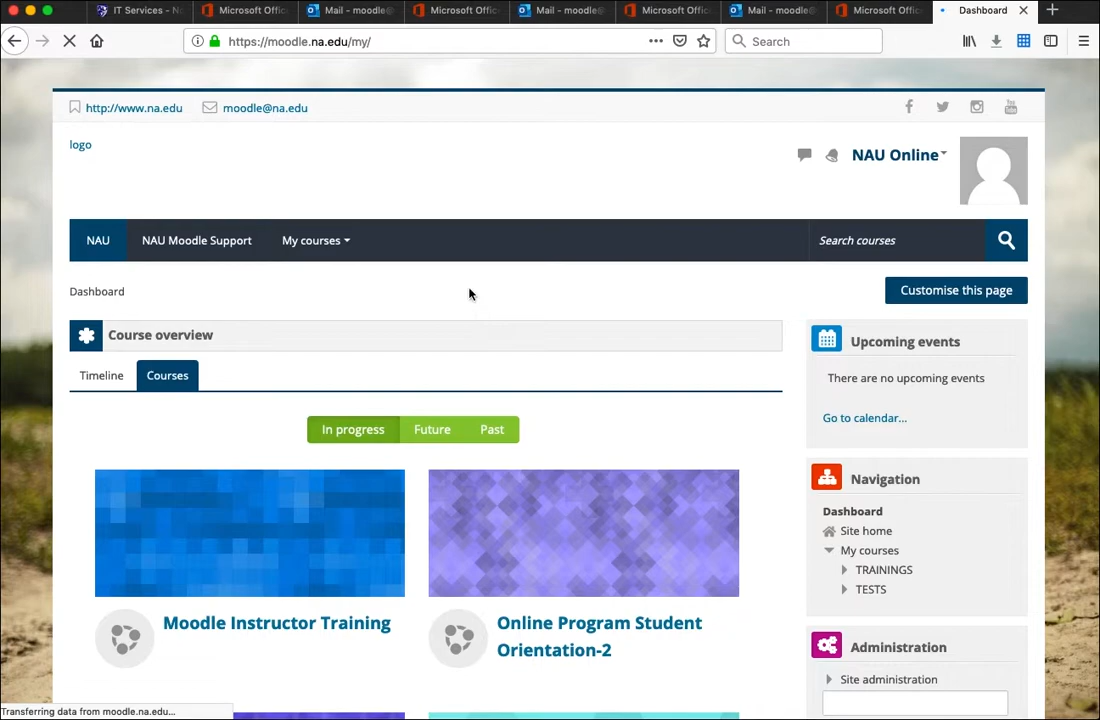 IT Services - Na
Microsoft Offic
Mail - moodle@
Microsoft Offic
Mail - moodle@
Microsoft Offic
Mail - moodle@
Microsoft Offic
Dashboard
https://moodle.na.edu/my/
Search
http://www.na.edu
moodle@na.edu
logo
NAU Online
NAU
NAU Moodle Support
My courses
Search courses
Dashboard
Customise this page
Course overview
Timeline
Courses
In progress
Future
Past
Moodle Instructor Training
Online Program Student
Orientation-2
Upcoming events
There are no upcoming events
Go to calendar...
Navigation
Dashboard
Site home
My courses
TRAININGS
TESTS
Administration
Site administration
Transferring data from moodle.na.edu...